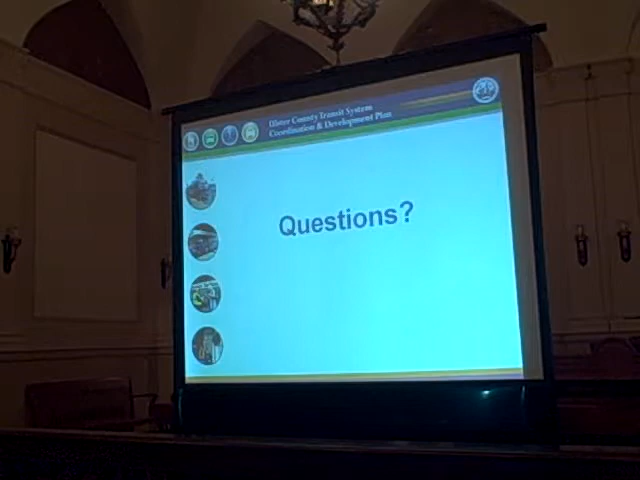 Ulster County Transit System
Coordination & Development Plan
Questions?